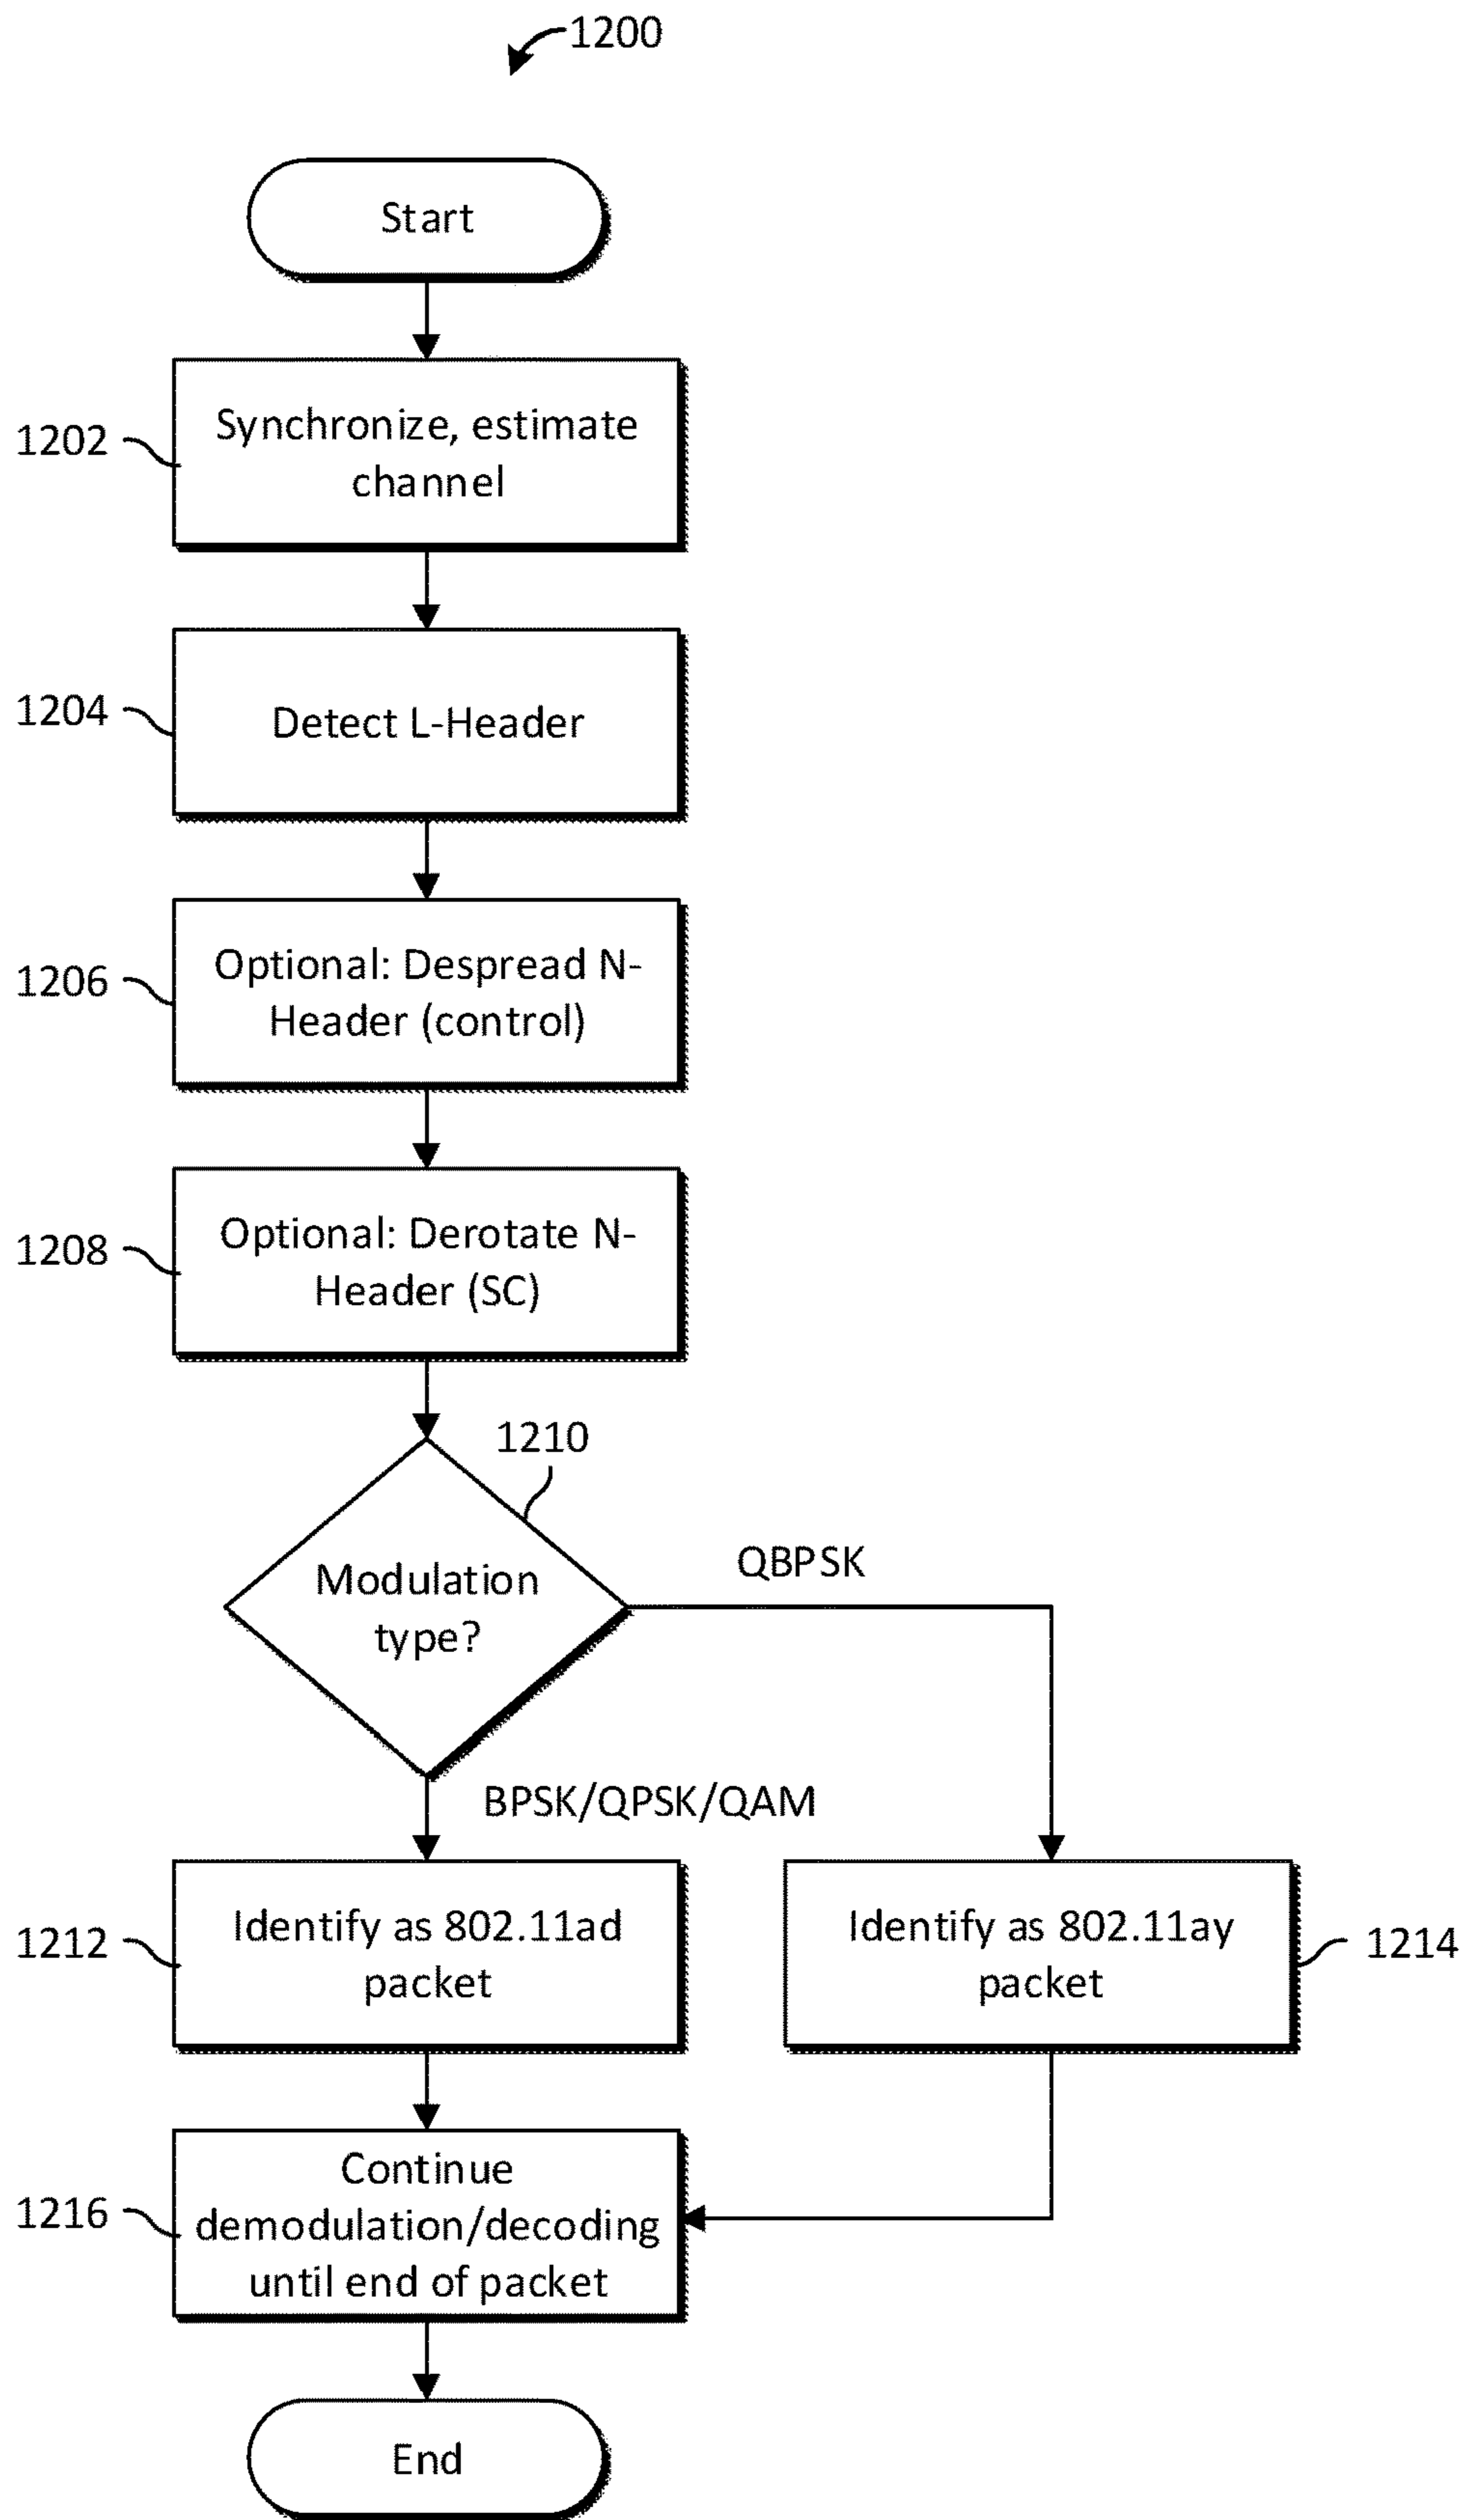 1200
Start
1202
Synchronize, estimate
channel
1204
Detect L-Header
1206
Optional: Despread N-
Header (control)
1208
Optional: Derotate N-
Header (SC)
1210
Modulation
type?
QBPSK
BPSK/QPSK/QAM
1212
Identify as 802.11ad
packet
Identify as 802.11ay
packet
1214
1216
Continue
demodulation/decoding
until end of packet
End